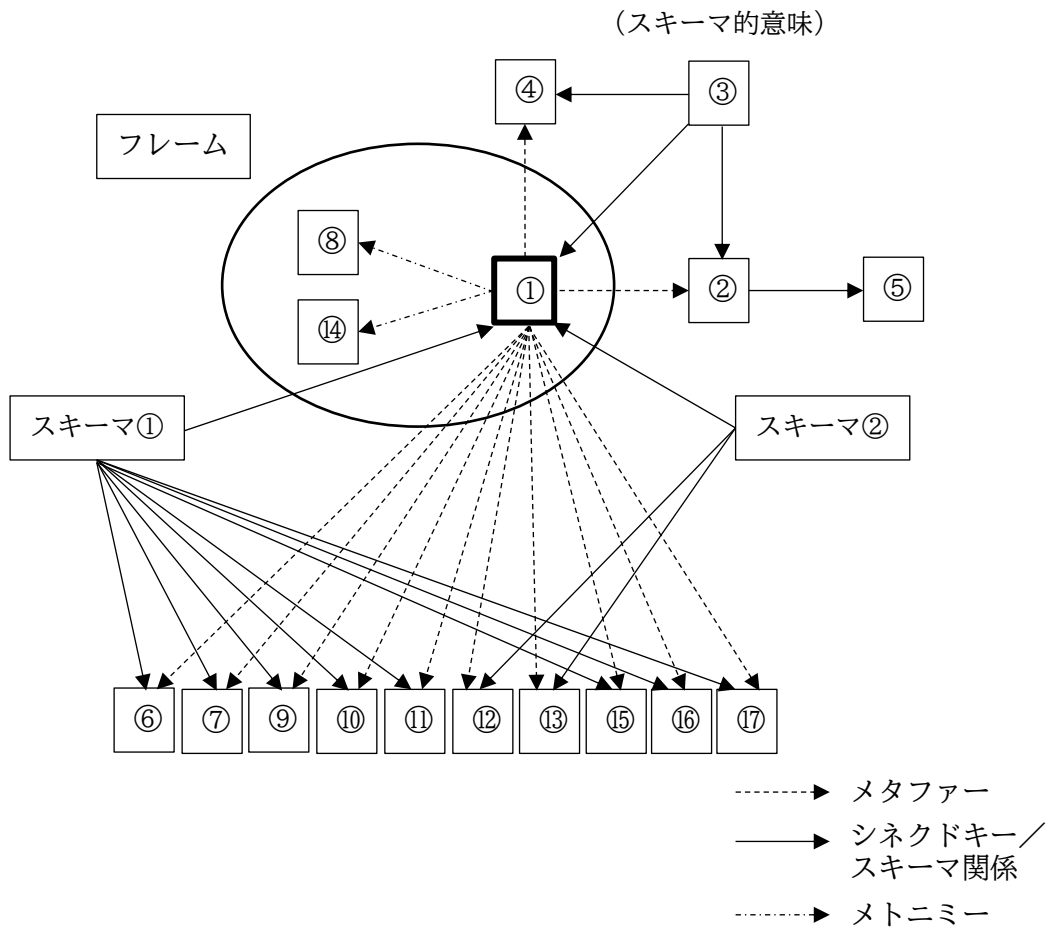 （スキーマ的意味）
④
③
フレーム
⑧
①
②
⑤
⑭
スキーマ①
スキーマ②
⑥
⑦
⑨
⑩
⑪
⑫
⑬
⑮
⑯
⑰
メタファー
シネクドキー／
スキーマ関係
メトニミー